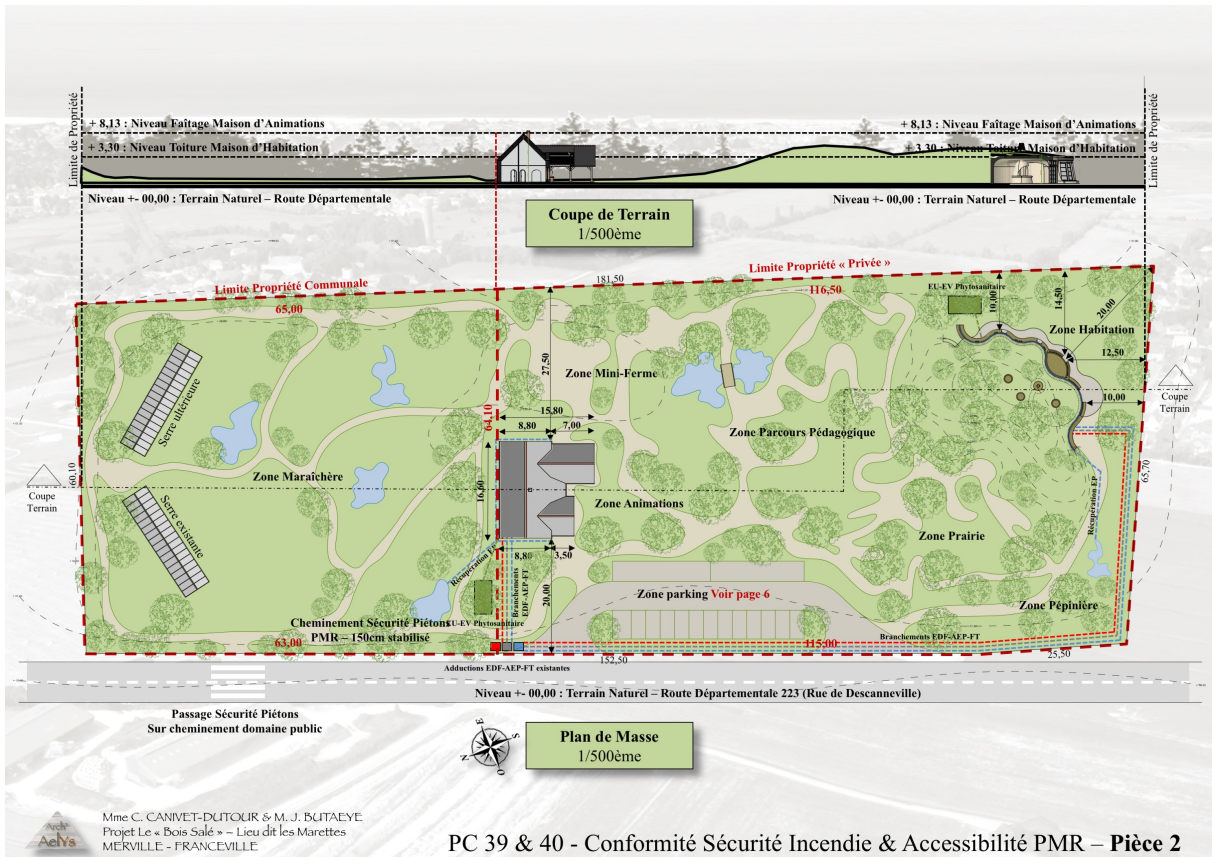 Limite de Propriété
+ 8,13 : Niveau Faîtage Maison d'Animations
+ 3,30 : Niveau Toiture Maison d'Habitation
Niveau +- 00,00 : Terrain Naturel – Route Départementale
+ 8,13 : Niveau Faîtage Maison d'Animations
+ 3,30 : Niveau Toiture Maison d'Habitation
Niveau +- 00,00 : Terrain Naturel – Route Départementale
Limite de Propriété
Coupe de Terrain
1/500ème
Limite Propriété Communale
65,00
181,50
Limite Propriété « Privée »
116,50
EU-EV Phytosanitaire
10,00
14,50
20,00
Zone Habitation
12,50
10,00
Coupe
Terrain
27,50
Zone Mini-Ferme
Serre ultérieure
64,10
15,80
8,80
7,00
Zone Parcours Pédagogique
60,10
Coupe
Terrain
Zone Maraîchère
16,60
Zone Animations
65,70
Récupération EP
Serre existante
Zone Prairie
8,80
3,50
Récupération EP
Branchements
EDF-AEP-FT
20,00
Zone parking Voir page 6
Zone Pépinière
Cheminement Sécurité Piétons
EU-EV Phytosanitaire
PMR – 150cm stabilisé
63,00
Branchements EDF-AEP-FT
115,00
152,50
25,50
Adductions EDF-AEP-FT existantes
Niveau +- 00,00 : Terrain Naturel – Route Départementale 223 (Rue de Descanneville)
Passage Sécurité Piétons
Sur cheminement domaine public
E
S
N
O
Plan de Masse
1/500ème
Arch'
AelYs
Mme C. CANIVET-DUTOUR & M. J. BUTAEYE
Projet Le « Bois Salé » – Lieu dit les Marettes
MERVILLE - FRANCEVILLE
PC 39 & 40 - Conformité Sécurité Incendie & Accessibilité PMR – Pièce 2